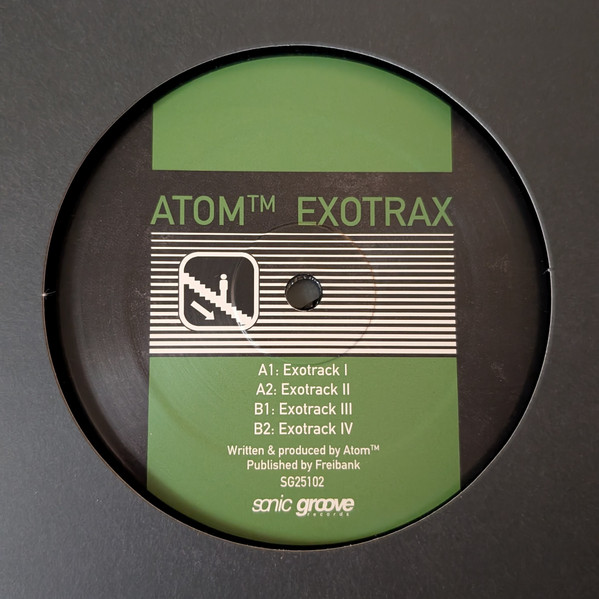 ATOM™ EXOTRAX
A1: Exotrack I
A2: Exotrack II
B1: Exotrack III
B2: Exotrack IV
Written & produced by Atom™
Published by Freibank
SG25102
sonic groove
records